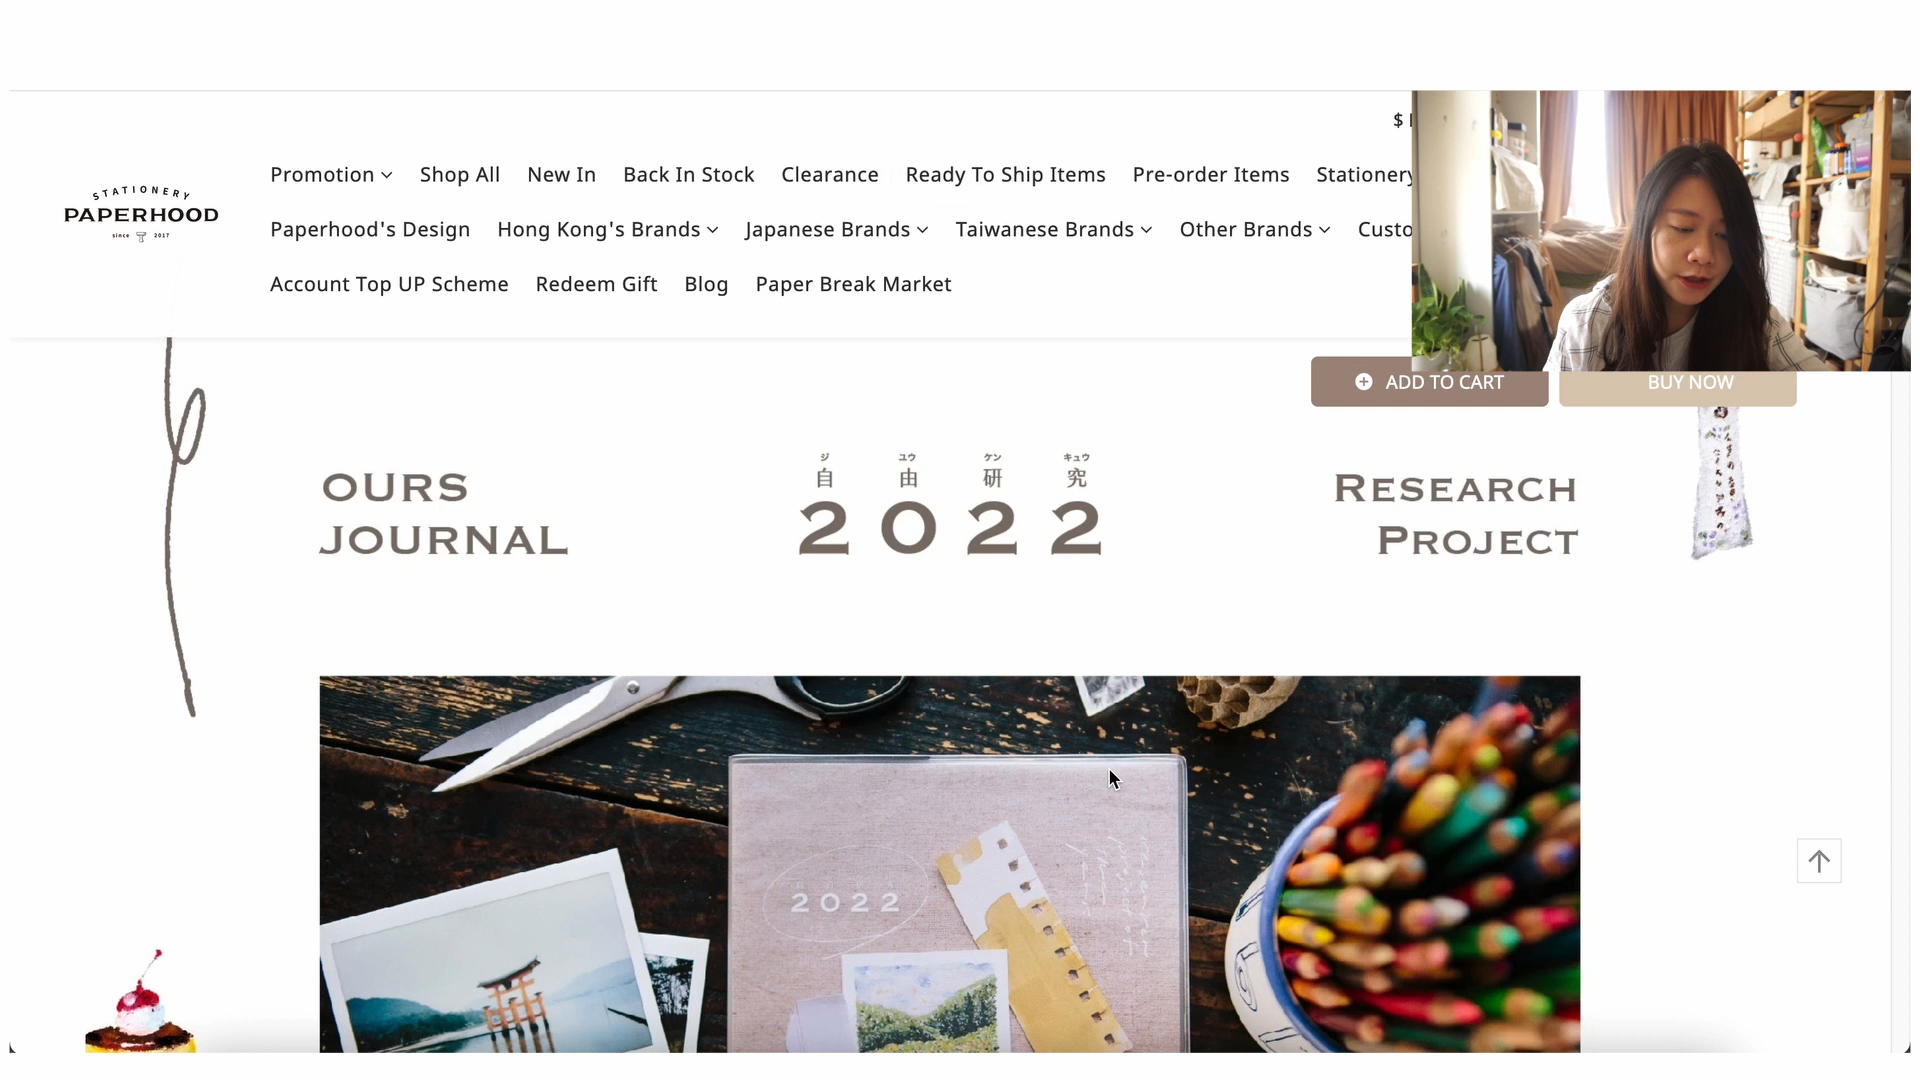 $
STATIONERY
PAPERHOOD
since 2017
Promotion Shop All New In Back In Stock Clearance Ready To Ship Items Pre-order Items Stationery
Paperhood's Design Hong Kong's Brands Japanese Brands Taiwanese Brands Other Brands Custo
Account Top UP Scheme Redeem Gift Blog Paper Break Market
ADD TO CART
BUY NOW
OURS
JOURNAL
ジ ユウ ケン キュウ
自 由 研 究
2022
RESEARCH
PROJECT
2022